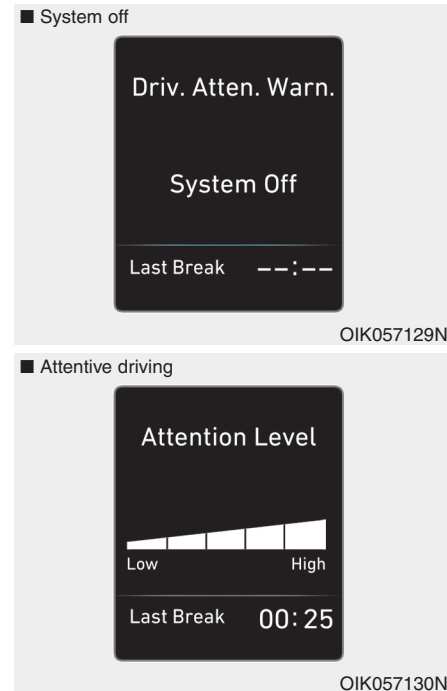 ■ System off
Driv. Atten. Warn.
System Off
Last Break --:--
OIK057129N
■ Attentive driving
Attention Level
Low High
Last Break 00:25
OIK057130N